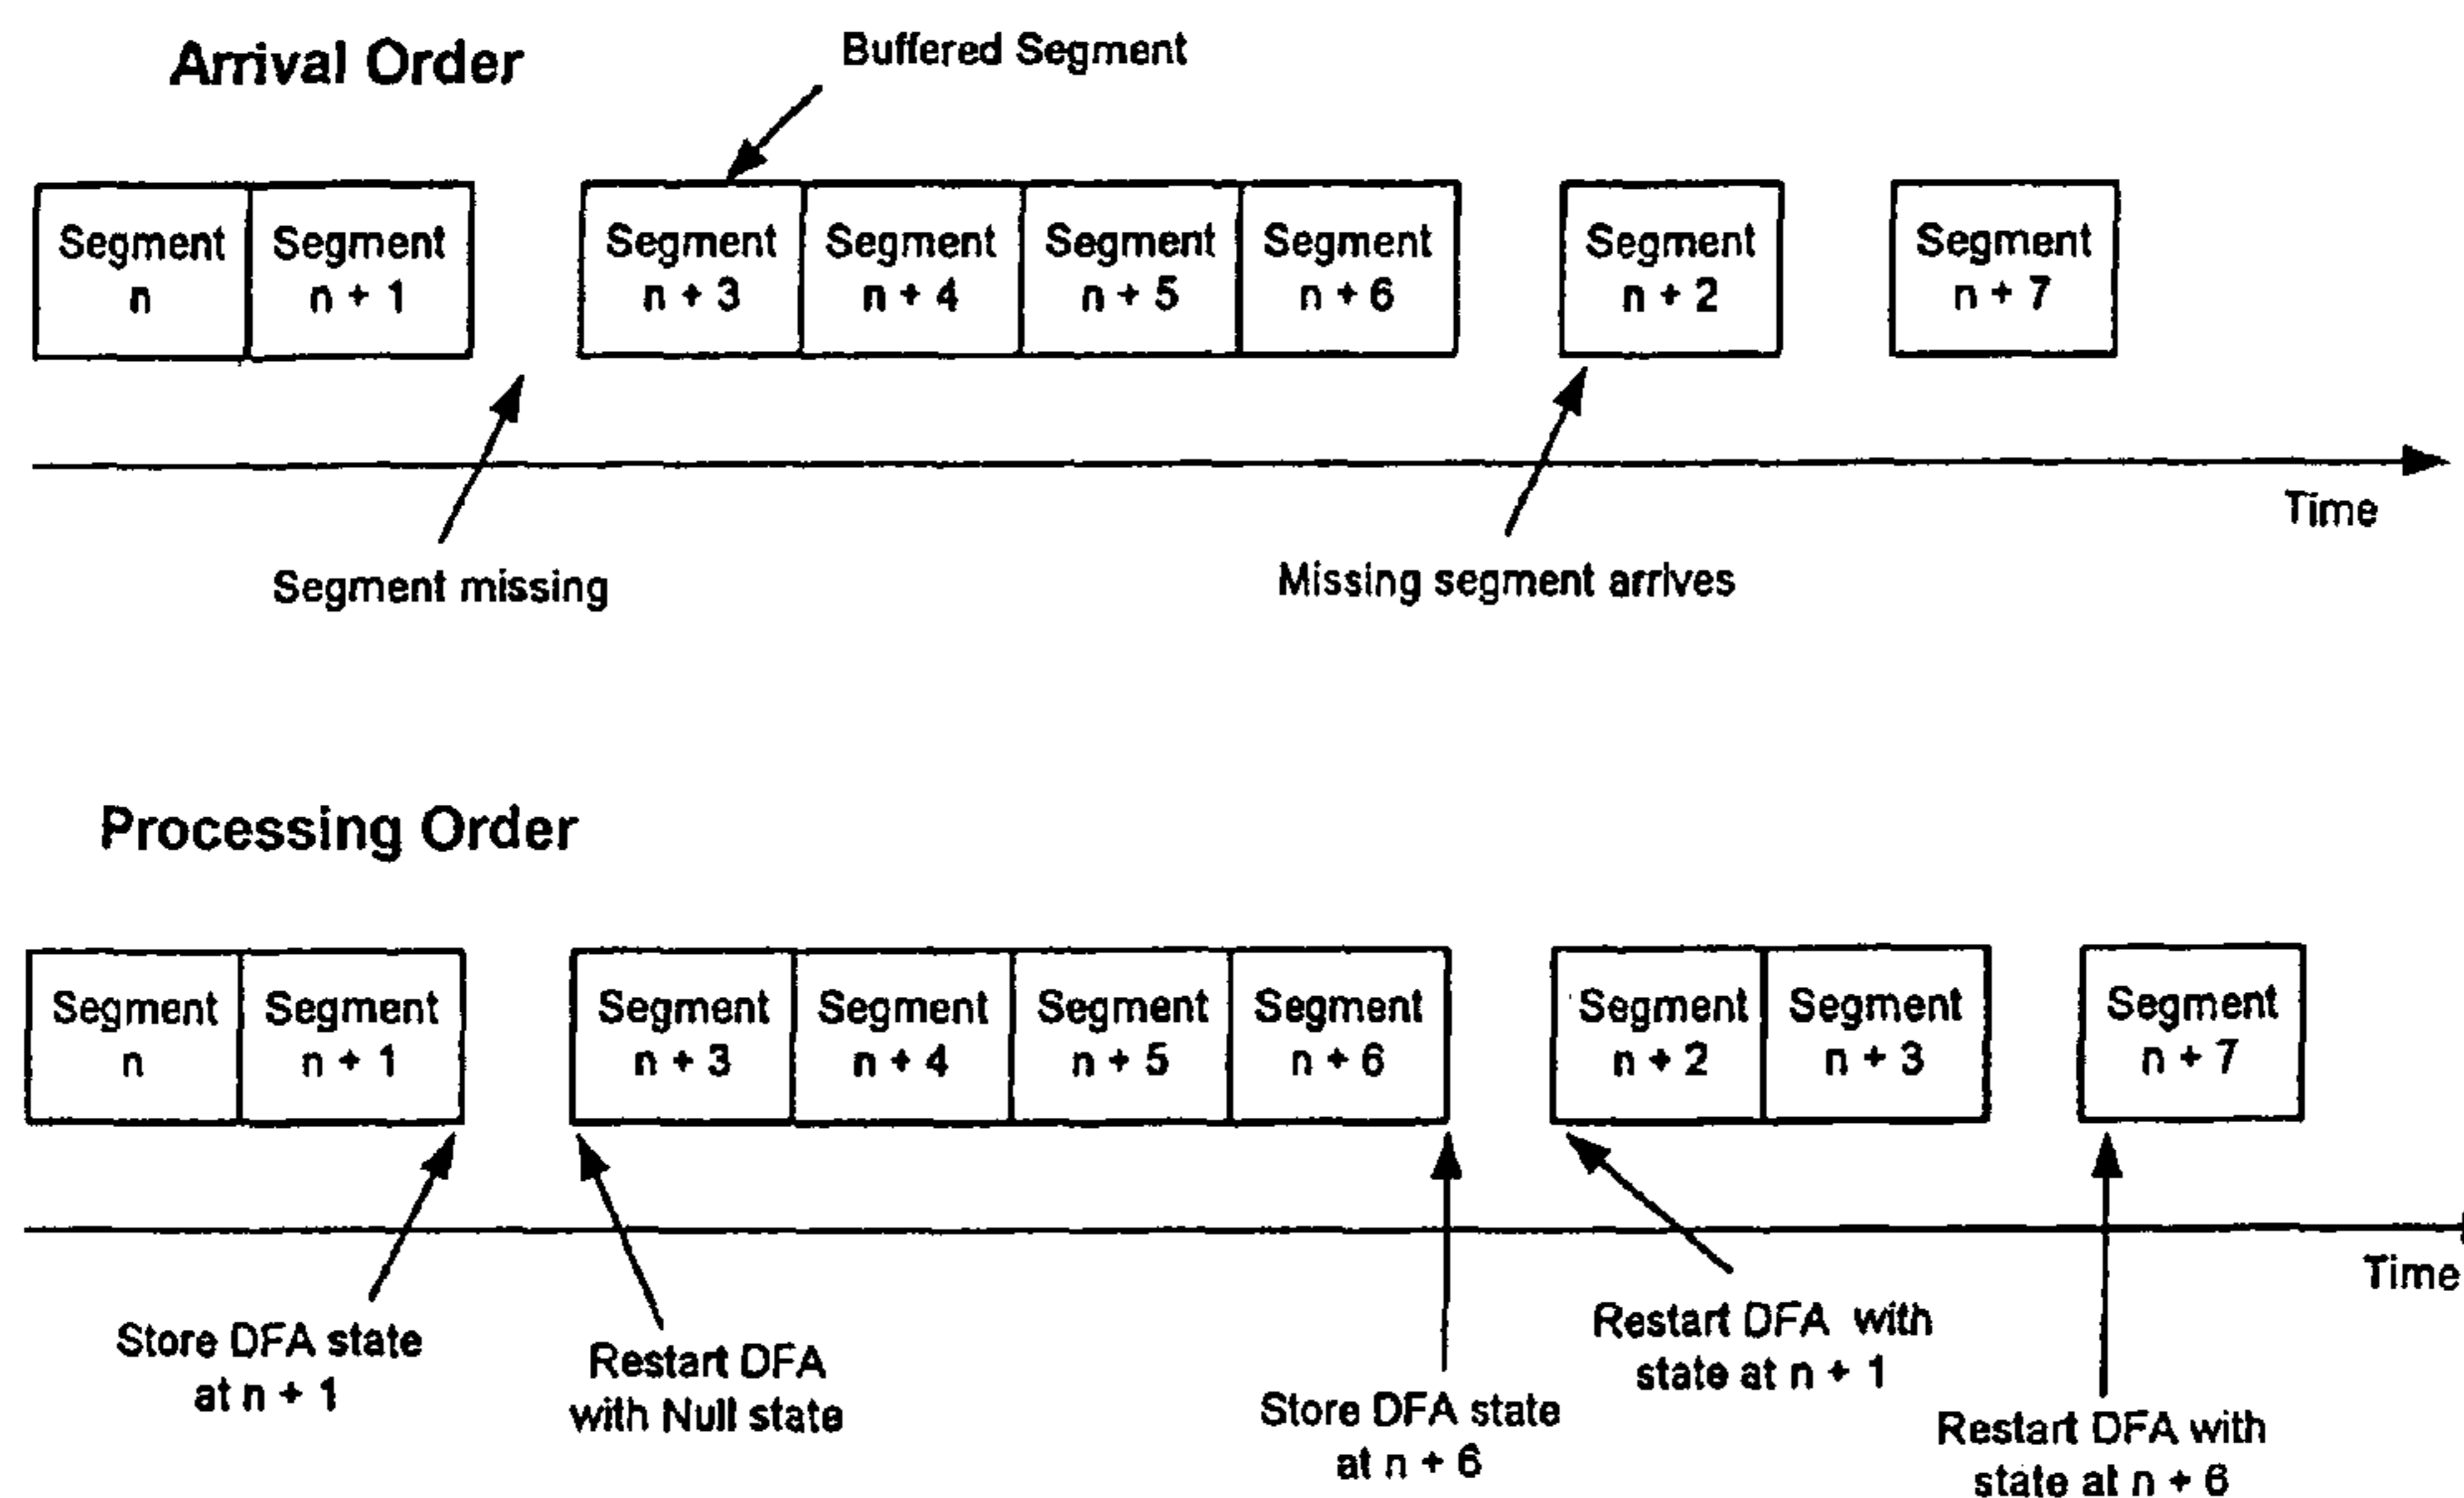 Arrival Order
Buffered Segment
Segment
n
Segment
n + 1
Segment
n + 3
Segment
n + 4
Segment
n + 5
Segment
n + 6
Segment
n + 2
Segment
n + 7
Time
Segment missing
Missing segment arrives
Processing Order
Segment
n
Segment
n + 1
Segment
n + 3
Segment
n + 4
Segment
n + 5
Segment
n + 6
Segment
n + 2
Segment
n + 3
Segment
n + 7
Time
Store DFA state
at n + 1
Restart DFA
with Null state
Store DFA state
at n + 6
Restart DFA with
state at n + 1
Restart DFA with
state at n + 6